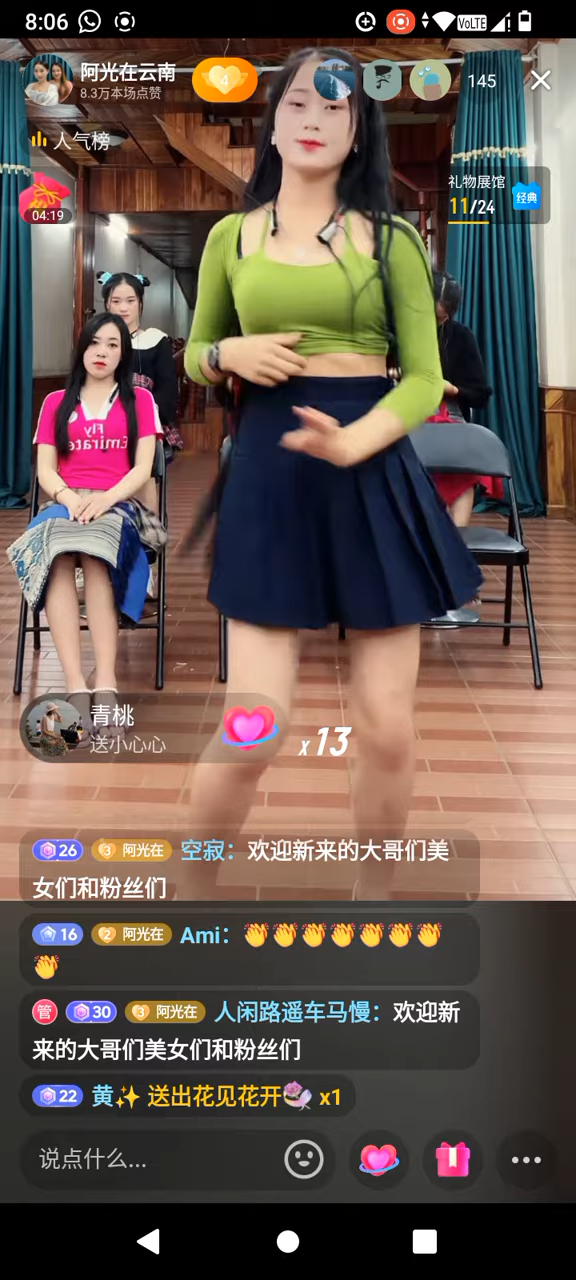 8:06
VoLTE
阿光在云南
8.3万本场点赞
4
145
人气榜
04:19
礼物展馆
11/24
经典
Fly
Emirates
青桃
送小心心
x13
26 3 阿光在 空寂：欢迎新来的大哥们美
女们和粉丝们
16 2 阿光在 Ami：👏👏👏👏👏👏👏
👏
管 30 3 阿光在 人闲路遥车马慢：欢迎新
来的大哥们美女们和粉丝们
22 黄✨ 送出花见花开 x1
说点什么...